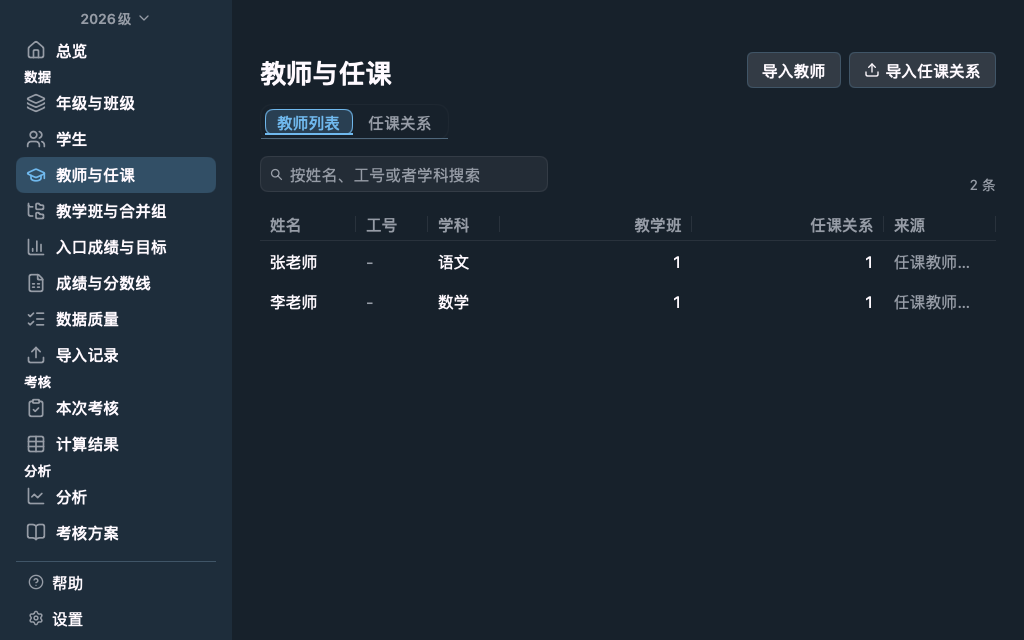 2026级
总览
数据
年级与班级
学生
教师与任课
教学班与合并组
入口成绩与目标
成绩与分数线
数据质量
导入记录
考核
本次考核
计算结果
分析
分析
考核方案
帮助
设置
教师与任课
导入教师
导入任课关系
教师列表 任课关系
按姓名、工号或者学科搜索
2 条
姓名 工号 学科 教学班 任课关系 来源
张老师 - 语文 1 1 任课教师...
李老师 - 数学 1 1 任课教师...